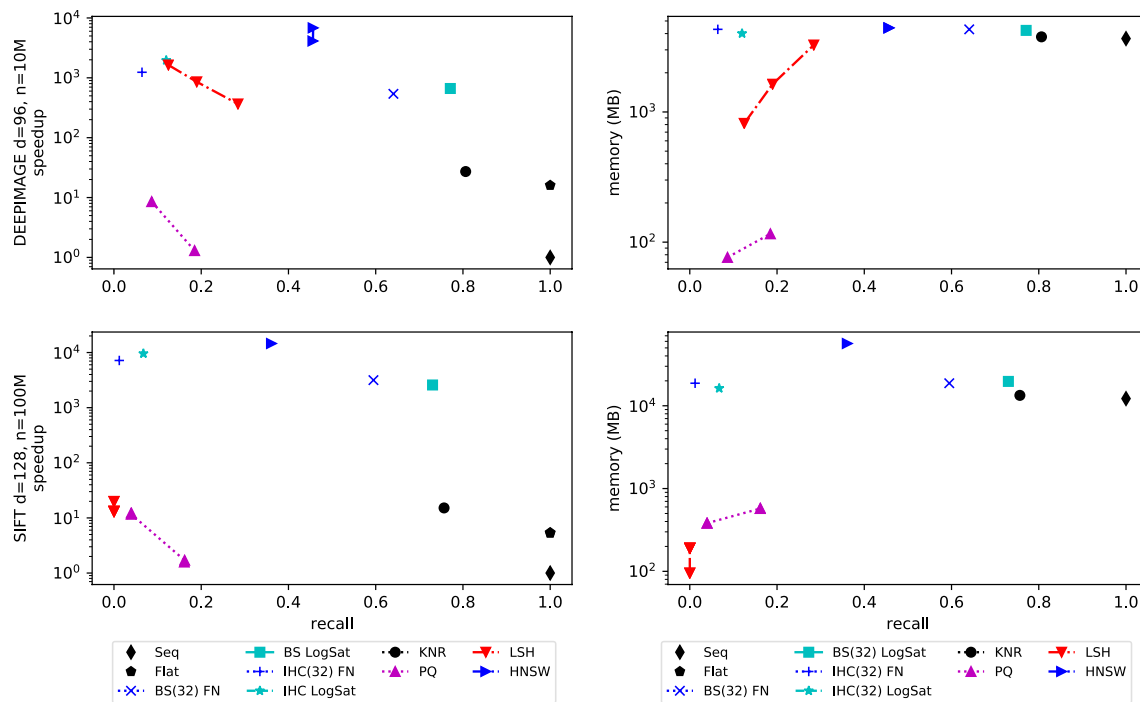 DEEPIMAGE d=96, n=10M
speedup
10^4
10^3
10^2
10^1
10^0
0.0 0.2 0.4 0.6 0.8 1.0
memory (MB)
10^3
10^2
0.0 0.2 0.4 0.6 0.8 1.0
SIFT d=128, n=100M
speedup
10^4
10^3
10^2
10^1
10^0
0.0 0.2 0.4 0.6 0.8 1.0
recall
memory (MB)
10^4
10^3
10^2
0.0 0.2 0.4 0.6 0.8 1.0
recall
Seq BS LogSat KNR LSH
Flat IHC(32) FN PQ HNSW
BS(32) FN IHC LogSat
Seq BS(32) LogSat KNR LSH
Flat IHC(32) FN PQ HNSW
BS(32) FN IHC(32) LogSat